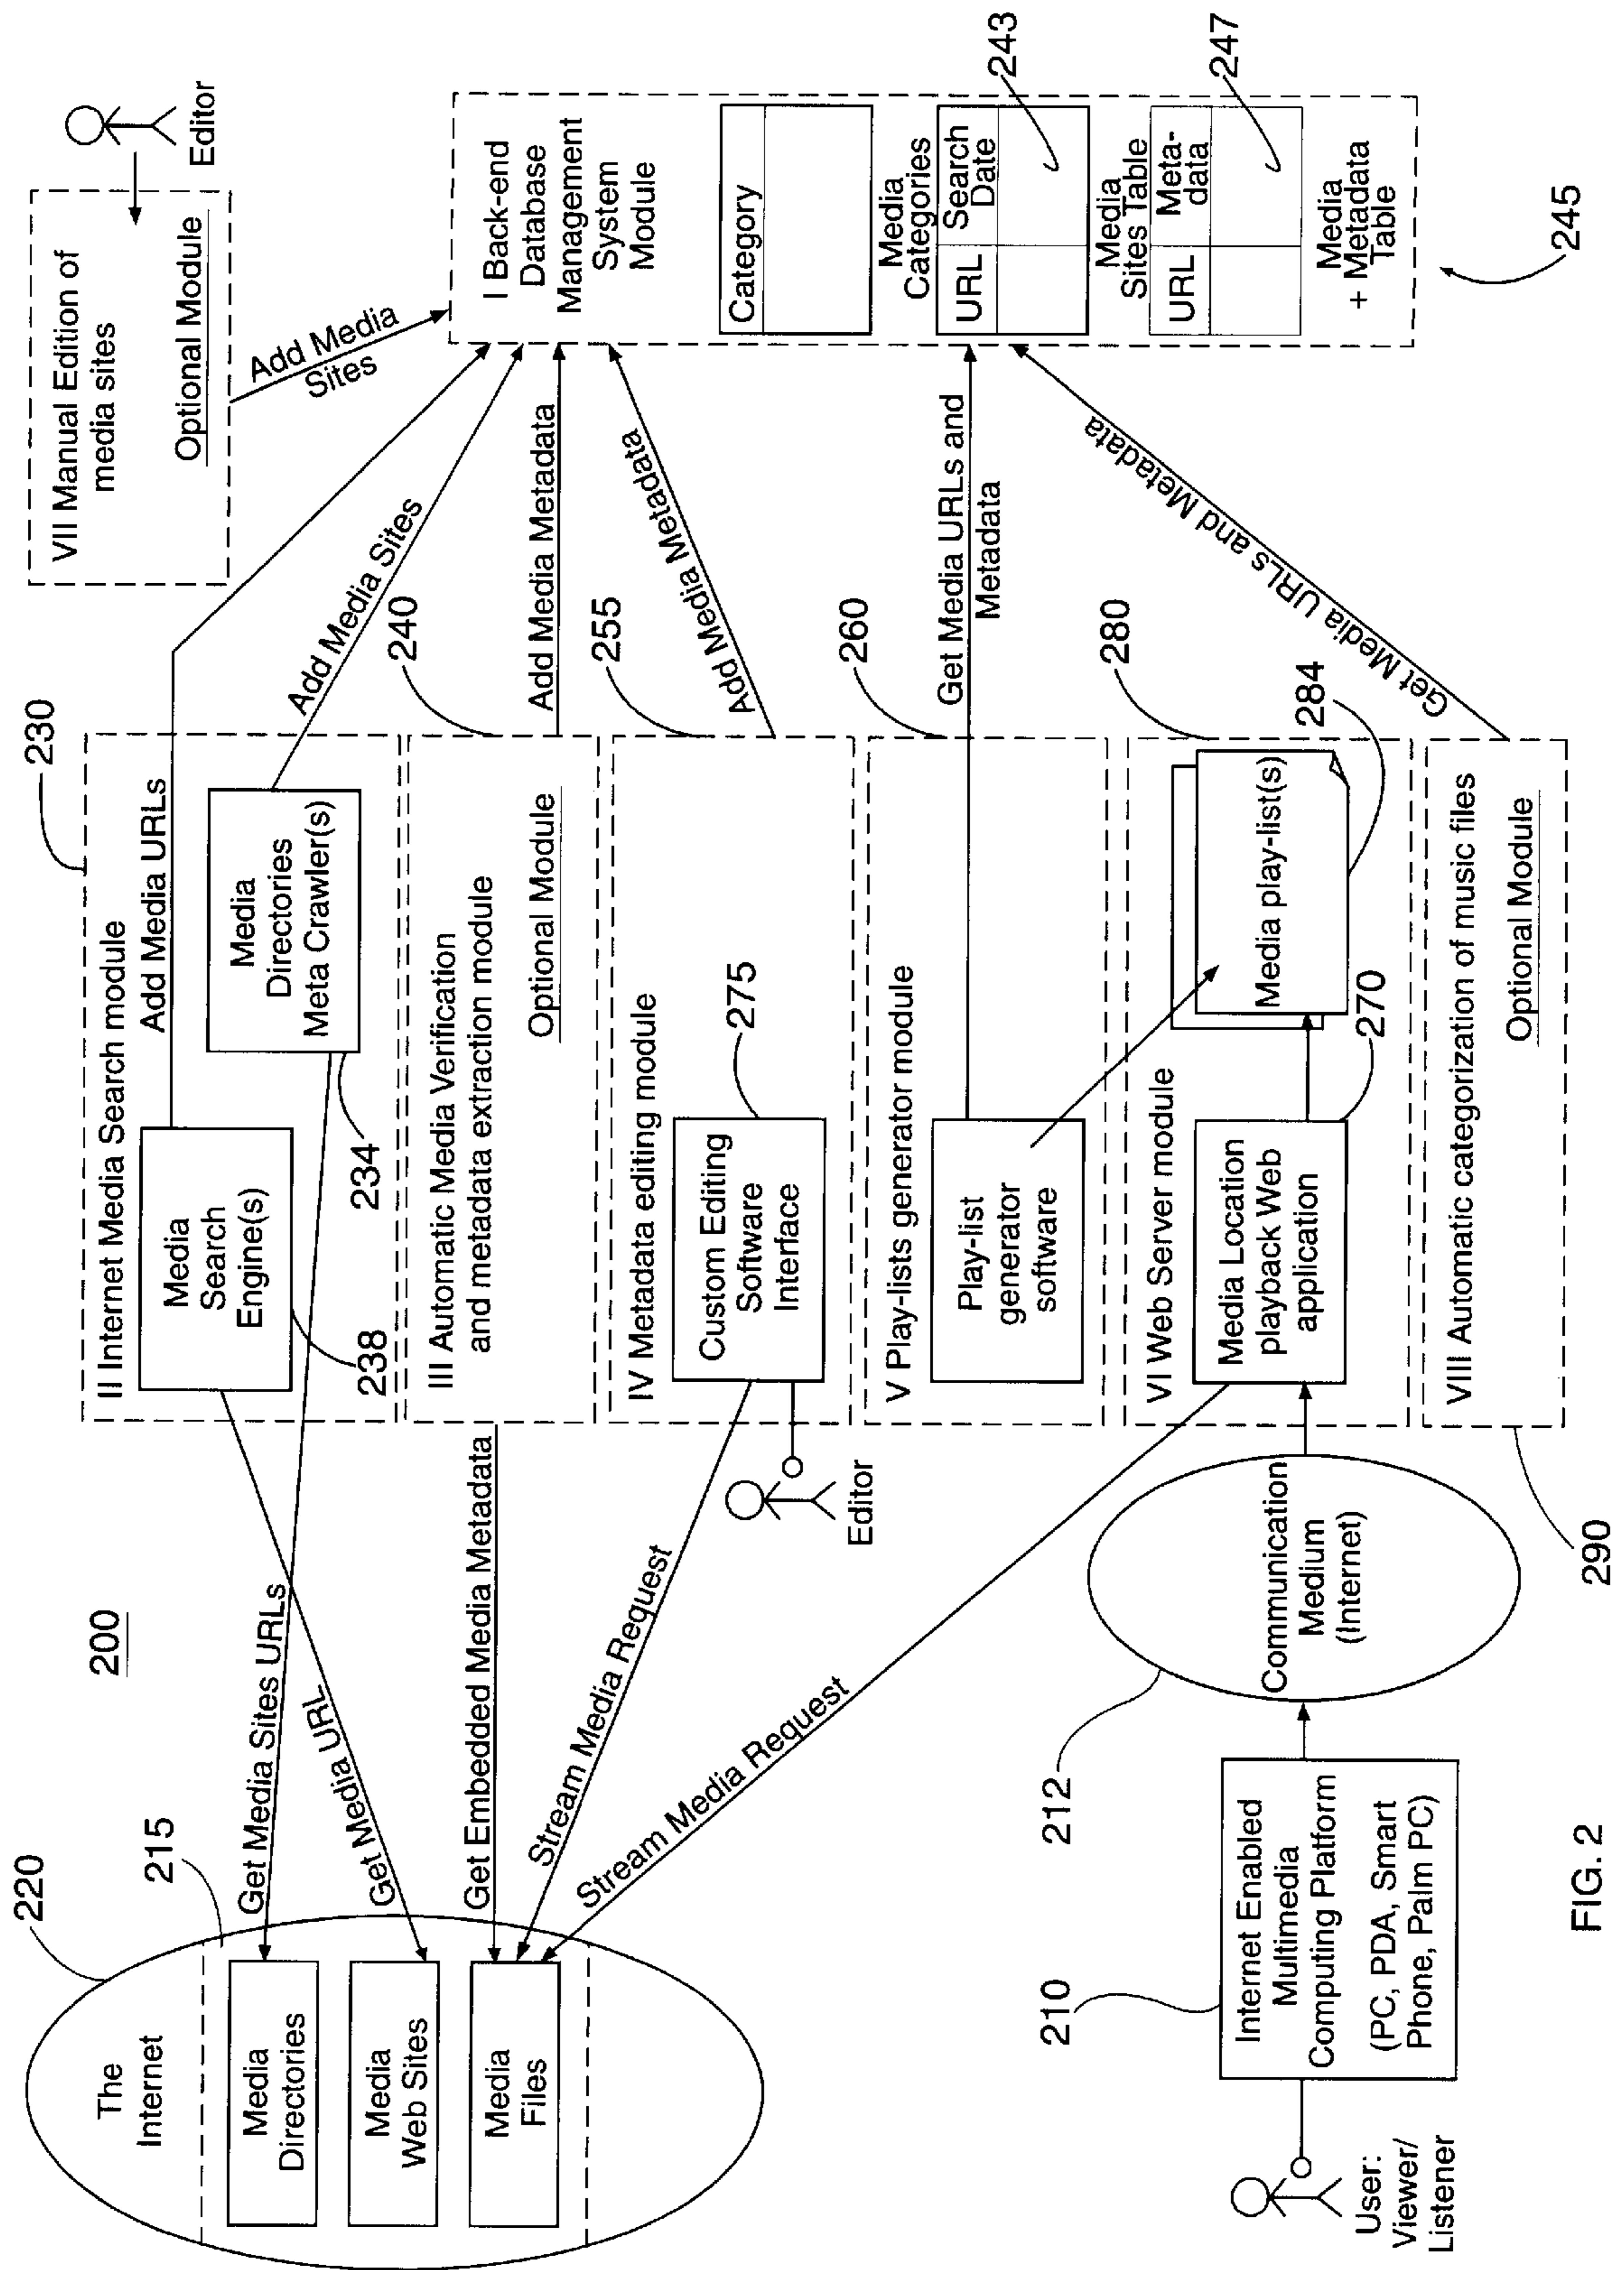 200
220
The
Internet
215
Media
Directories
Media
Web Sites
Media
Files
Get Media Sites URLs
Get Media URL
Get Embedded Media Metadata
Stream Media Request
Stream Media Request
230
II Internet Media Search module
Media
Search
Engine(s)
238
Media
Directories
Meta Crawler(s)
234
Add Media URLs
Add Media Sites
240
III Automatic Media Verification
and metadata extraction module
Optional Module
Add Media Metadata
255
IV Metadata editing module
Custom Editing
Software
Interface
275
Editor
Add Media Metadata
260
V Play-lists generator module
Play-list
generator
software
Get Media URLs and
Metadata
280
VI Web Server module
Media Location
playback Web
application
270
Media play-list(s)
284
VIII Automatic categorization of music files
Optional Module
290
Get Media URLs and Metadata
VII Manual Edition of
media sites
Optional Module
Editor
Add Media
Sites
I Back-end
Database
Management
System
Module
Category
Media
Categories
URL
Search
Date
243
Media
Sites Table
URL
Meta-
data
247
Media
+ Metadata
Table
245
User:
Viewer/
Listener
210
Internet Enabled
Multimedia
Computing Platform
(PC, PDA, Smart
Phone, Palm PC)
212
Communication
Medium
(Internet)
FIG. 2